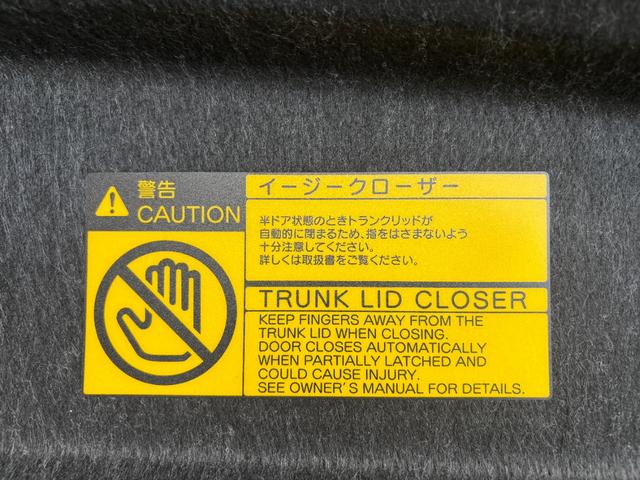 警告
CAUTION
イージークローザー
半ドア状態のときトランクリッドが
自動的に閉まるため、指をはさまないよう
十分注意してください。
詳しくは取扱書をご覧ください。
TRUNK LID CLOSER
KEEP FINGERS AWAY FROM THE
TRUNK LID WHEN CLOSING.
DOOR CLOSES AUTOMATICALLY
WHEN PARTIALLY LATCHED AND
COULD CAUSE INJURY.
SEE OWNER'S MANUAL FOR DETAILS.